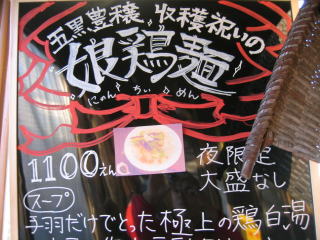 五黒豊穣 収穫祝いの
娘鶏麺
にゃん ちぃ めん
1100えん
夜限定
大盛なし
スープ
手羽だけでとった極上の鶏白湯